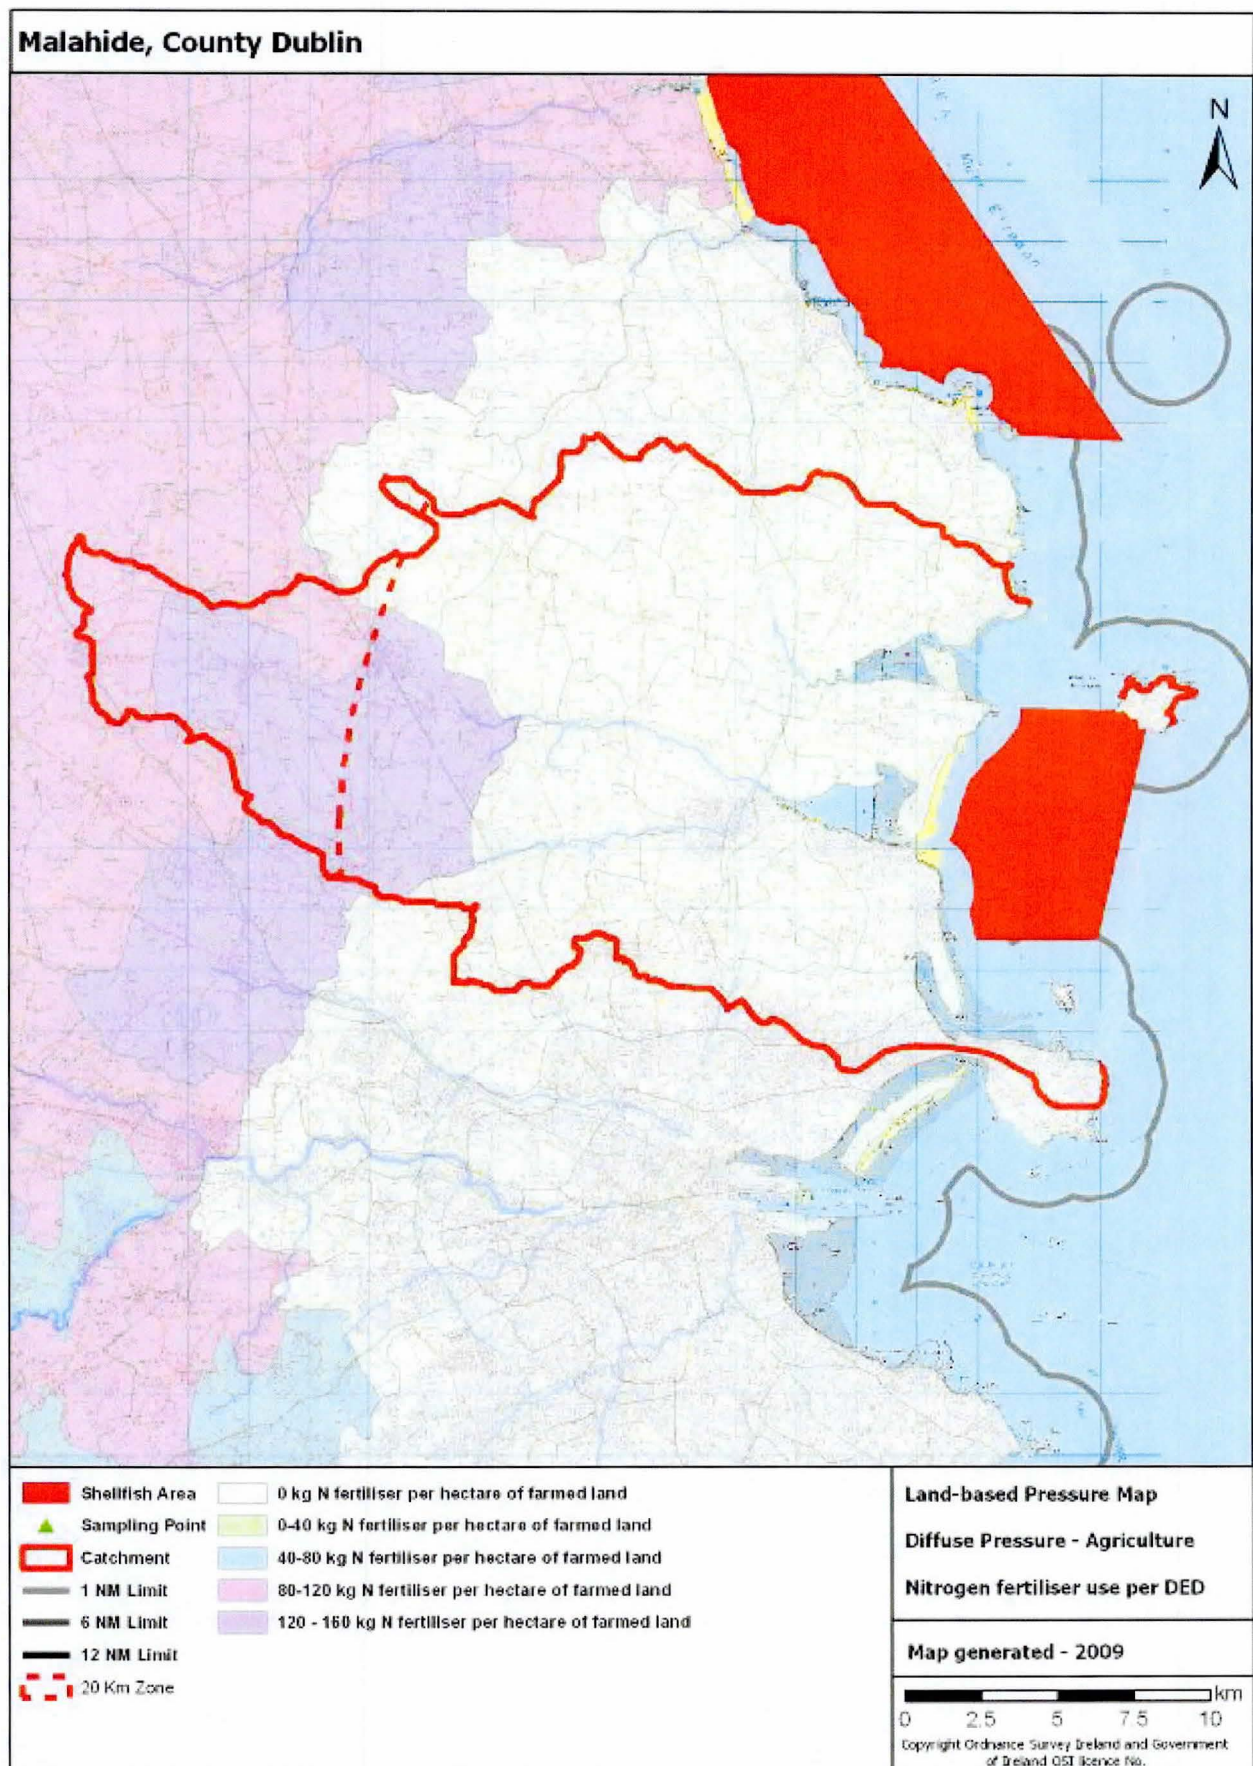 Malahide, County Dublin
N
Shellfish Area
Sampling Point
Catchment
1 NM Limit
6 NM Limit
12 NM Limit
20 Km Zone
0 kg N fertiliser per hectare of farmed land
0-40 kg N fertiliser per hectare of farmed land
40-80 kg N fertiliser per hectare of farmed land
80-120 kg N fertiliser per hectare of farmed land
120 - 160 kg N fertiliser per hectare of farmed land
Land-based Pressure Map
Diffuse Pressure - Agriculture
Nitrogen fertiliser use per DED
Map generated - 2009
km
0 2.5 5 7.5 10
Copyright Ordnance Survey Ireland and Government
of Ireland OSI licence No.